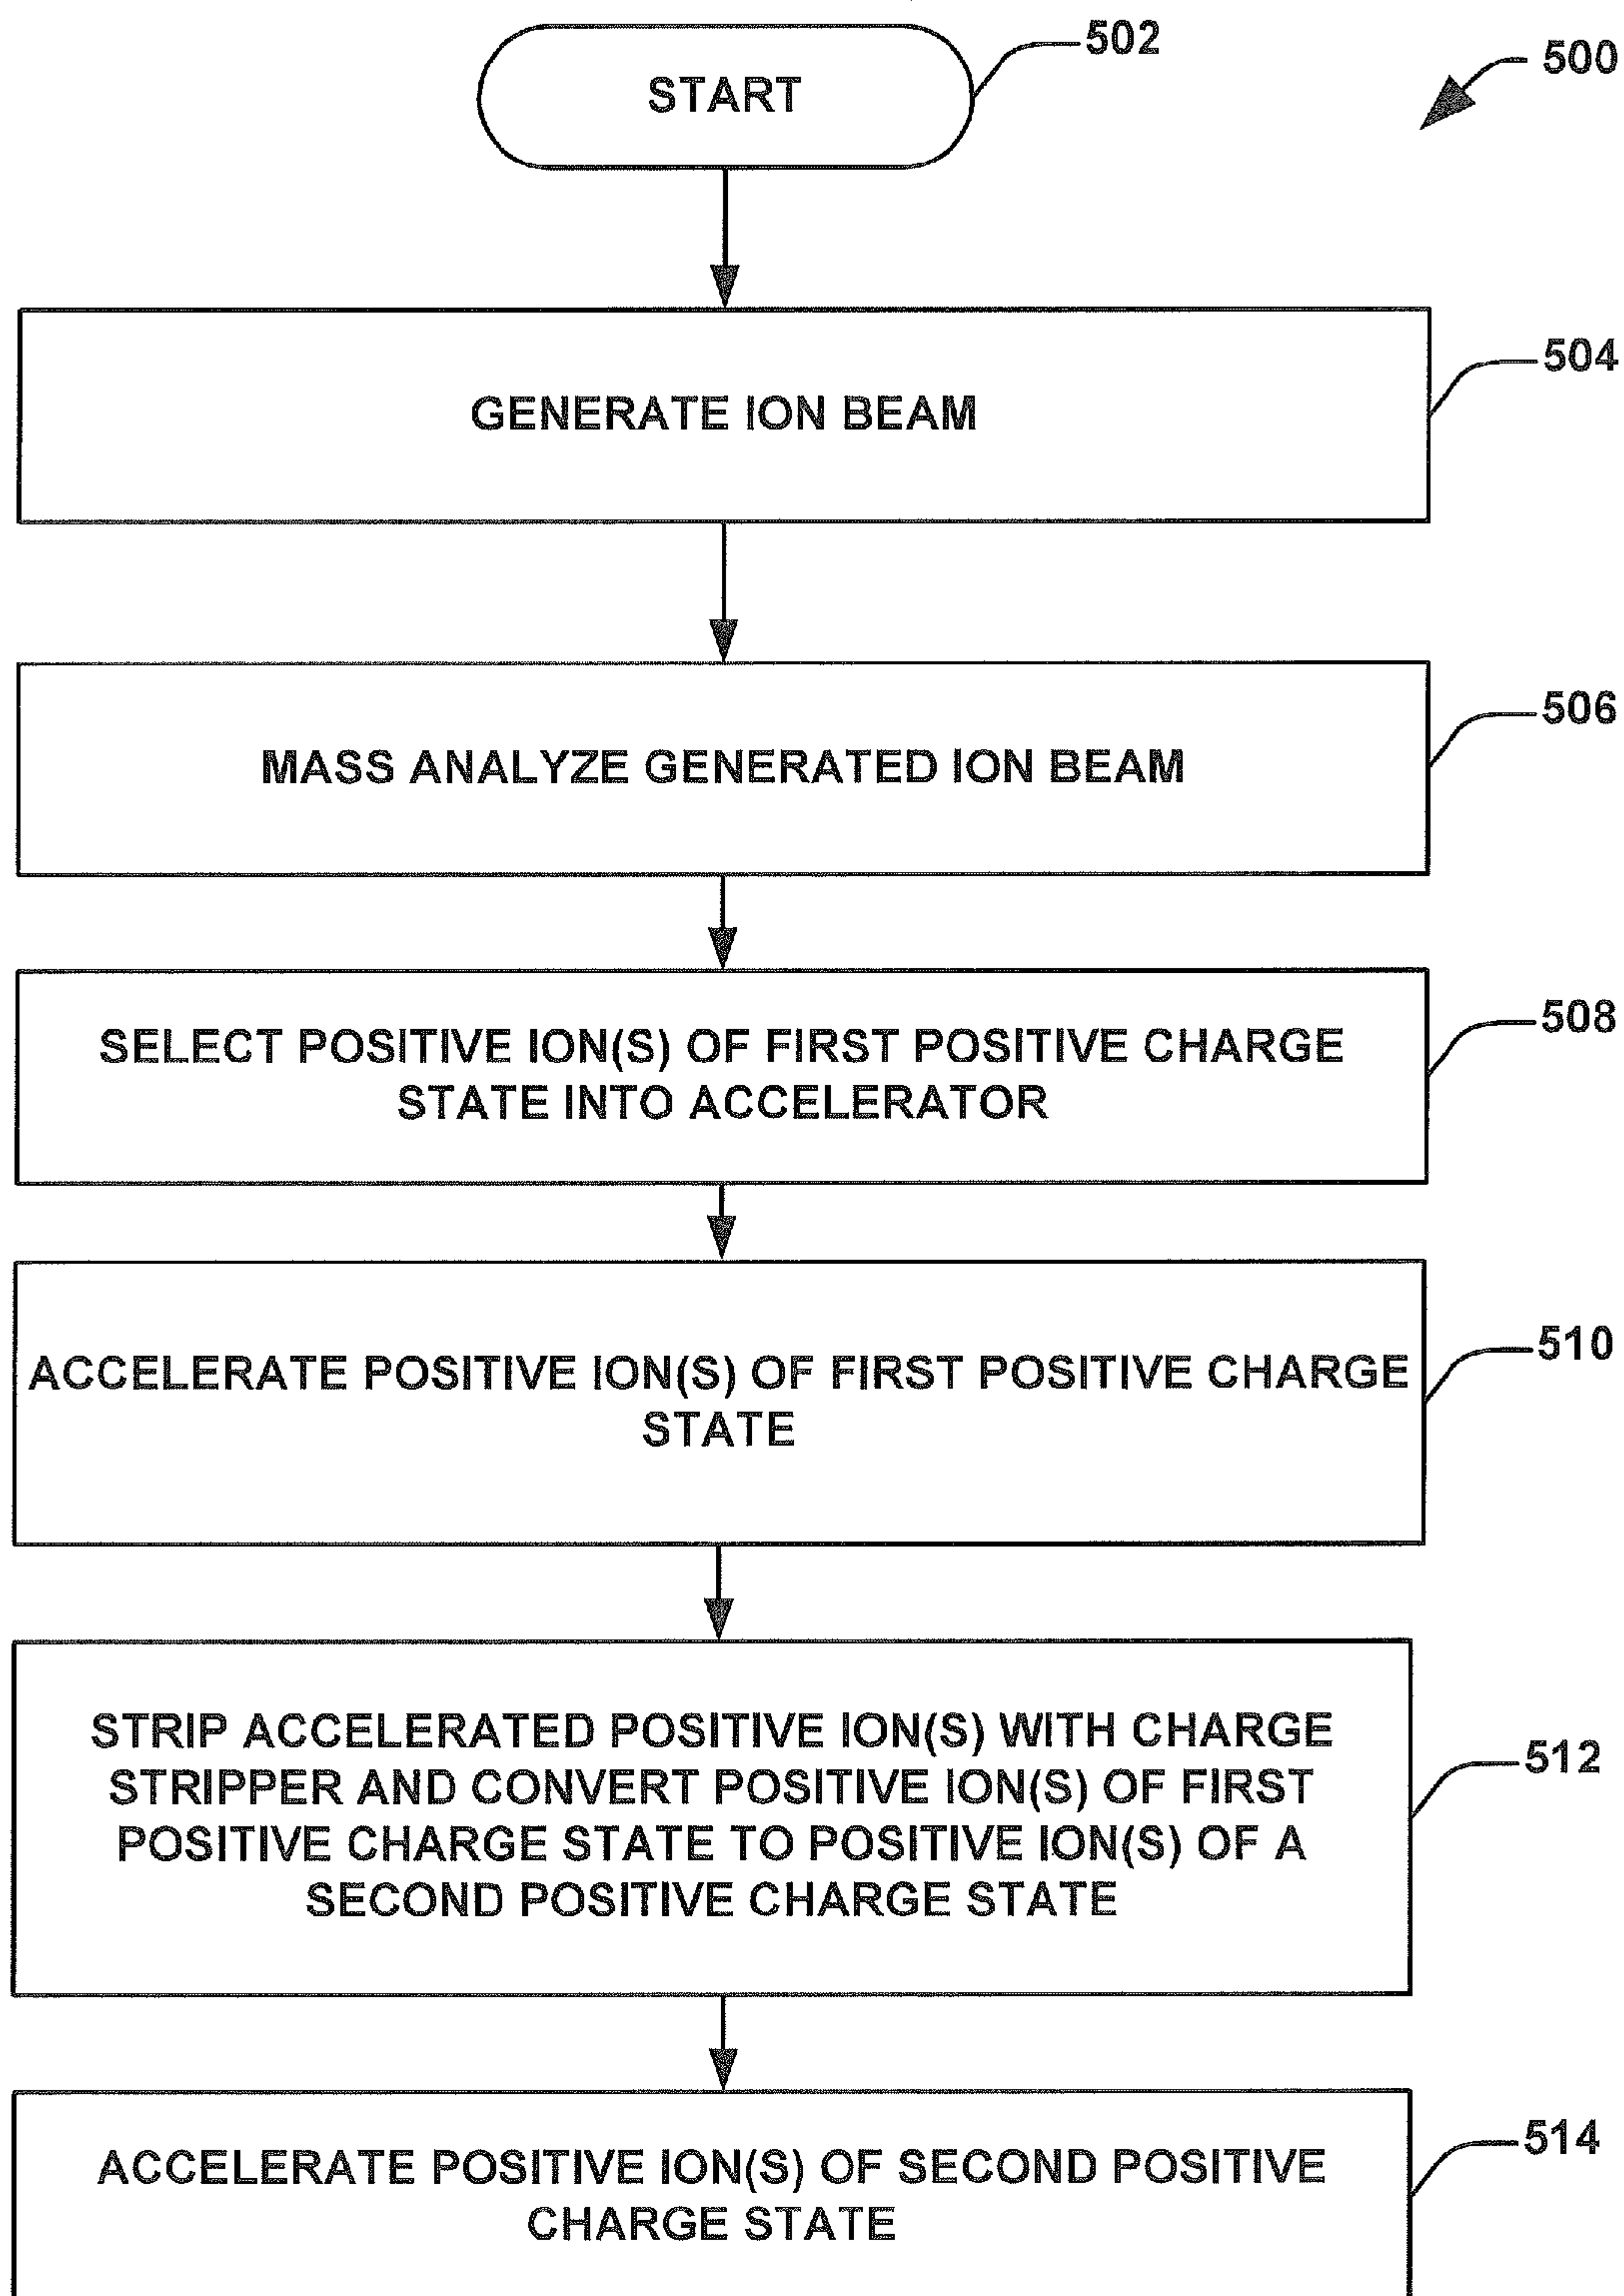 502
500
START
504
GENERATE ION BEAM
506
MASS ANALYZE GENERATED ION BEAM
508
SELECT POSITIVE ION(S) OF FIRST POSITIVE CHARGE
STATE INTO ACCELERATOR
510
ACCELERATE POSITIVE ION(S) OF FIRST POSITIVE CHARGE
STATE
512
STRIP ACCELERATED POSITIVE ION(S) WITH CHARGE
STRIPPER AND CONVERT POSITIVE ION(S) OF FIRST
POSITIVE CHARGE STATE TO POSITIVE ION(S) OF A
SECOND POSITIVE CHARGE STATE
514
ACCELERATE POSITIVE ION(S) OF SECOND POSITIVE
CHARGE STATE